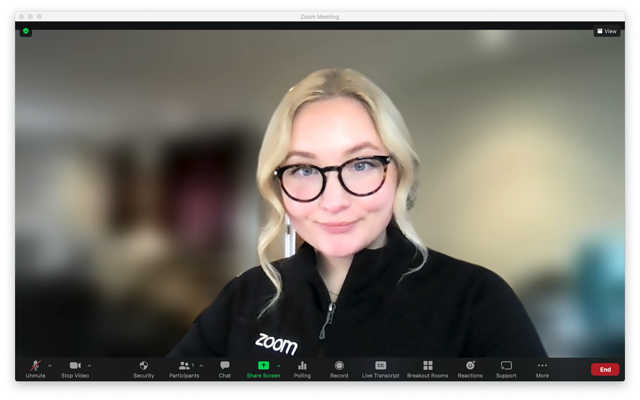 Zoom Meeting
View
zoom
Unmute Stop Video Security Participants 1 Chat Share Screen Polling Record Live Transcript Breakout Rooms Reactions Support More End